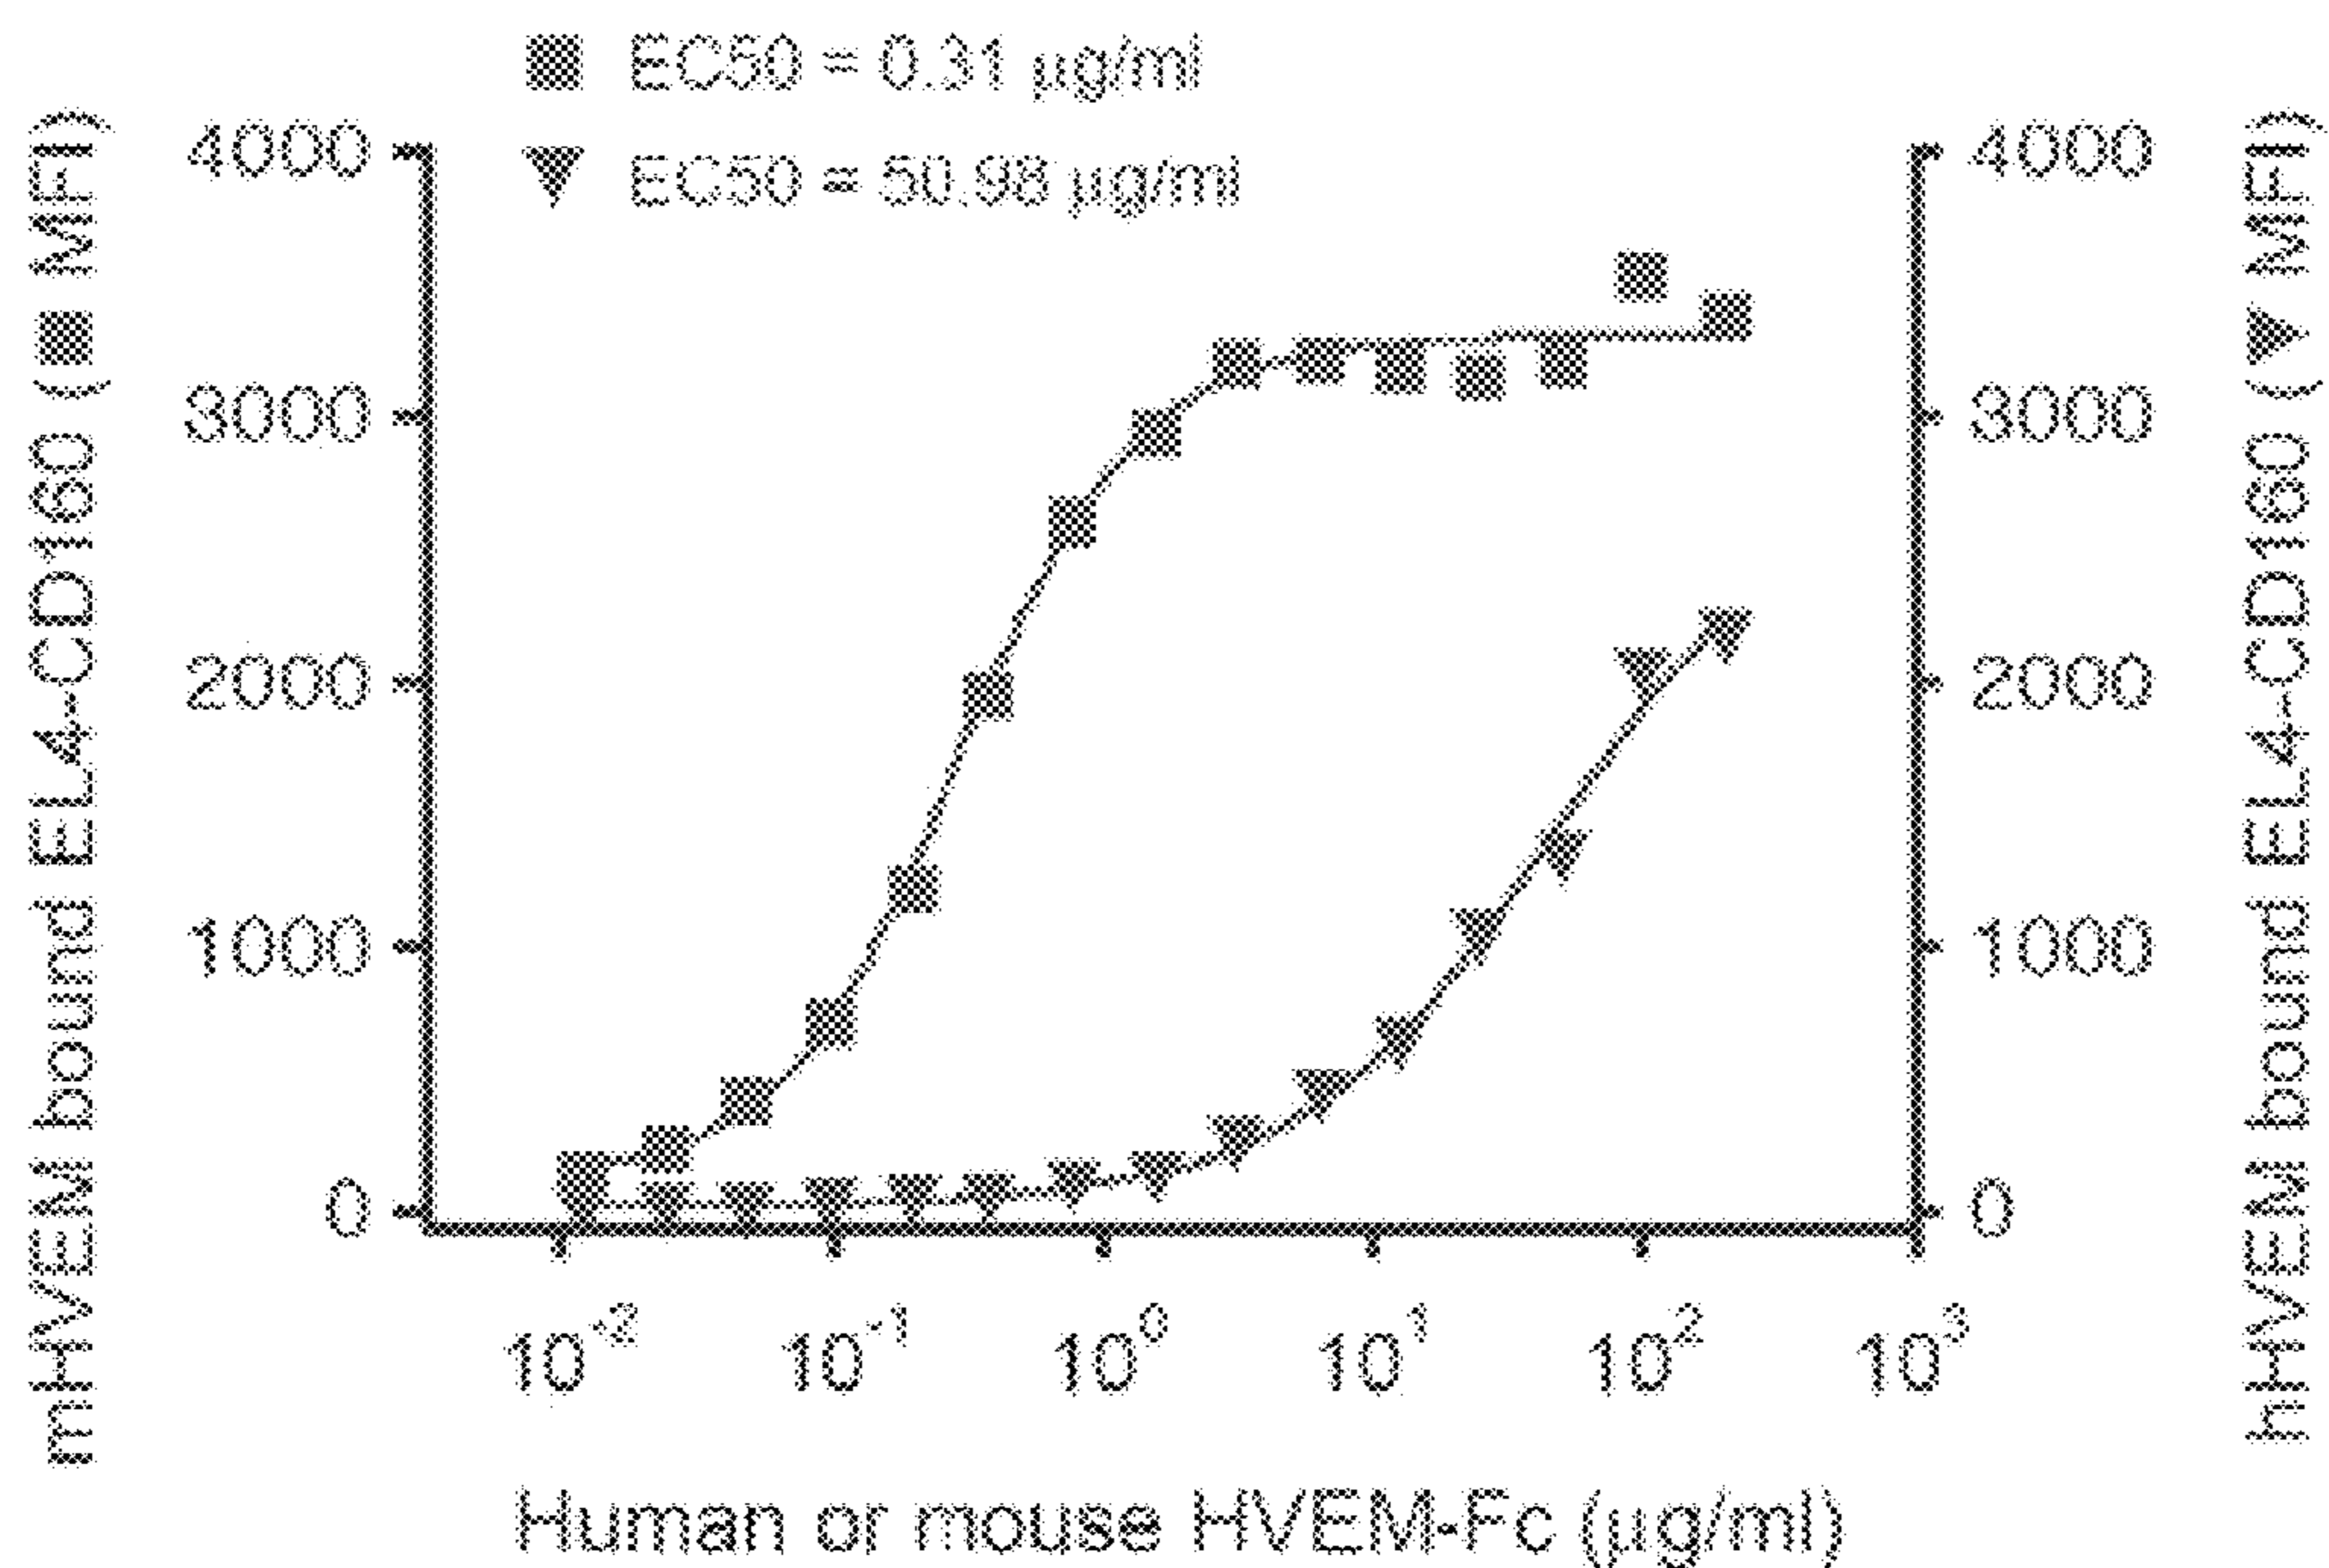 ■ EC50 = 0.31 µg/ml
▼ EC50 = 50.98 µg/ml
mHVEM bound EL4-CD160 (■ MFI)
4000
3000
2000
1000
0
4000
3000
2000
1000
0
hHVEM bound EL4-CD160 (▼ MFI)
10⁻² 10⁻¹ 10⁰ 10¹ 10² 10³
Human or mouse HVEM-Fc (µg/ml)